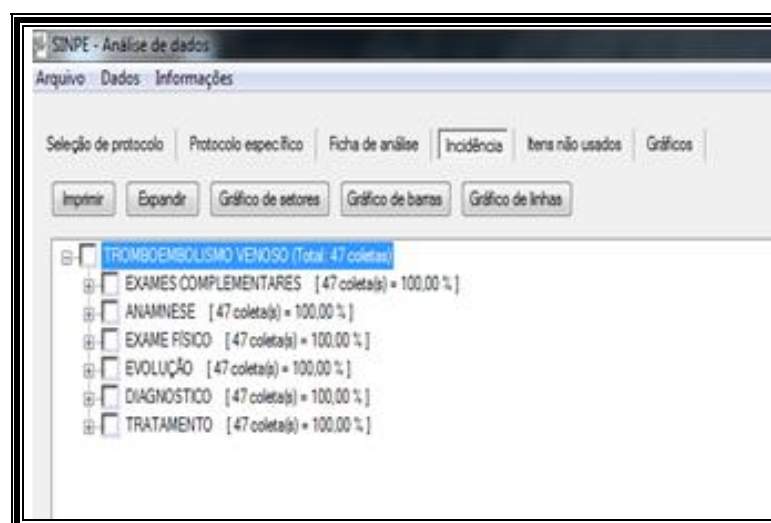 SINPE - Análise de dados
Arquivo Dados Informações
Seleção de protocolo Protocolo específico Ficha de análise Incidência Itens não usados Gráficos
Imprimir Expandir Gráfico de setores Gráfico de barras Gráfico de linhas
TROMBOEMBOLISMO VENOSO (Total: 47 coletas)
EXAMES COMPLEMENTARES [ 47 coleta(s) = 100,00 % ]
ANAMNESE [ 47 coleta(s) = 100,00 % ]
EXAME FÍSICO [ 47 coleta(s) = 100,00 % ]
EVOLUÇÃO [ 47 coleta(s) = 100,00 % ]
DIAGNOSTICO [ 47 coleta(s) = 100,00 % ]
TRATAMENTO [ 47 coleta(s) = 100,00 % ]